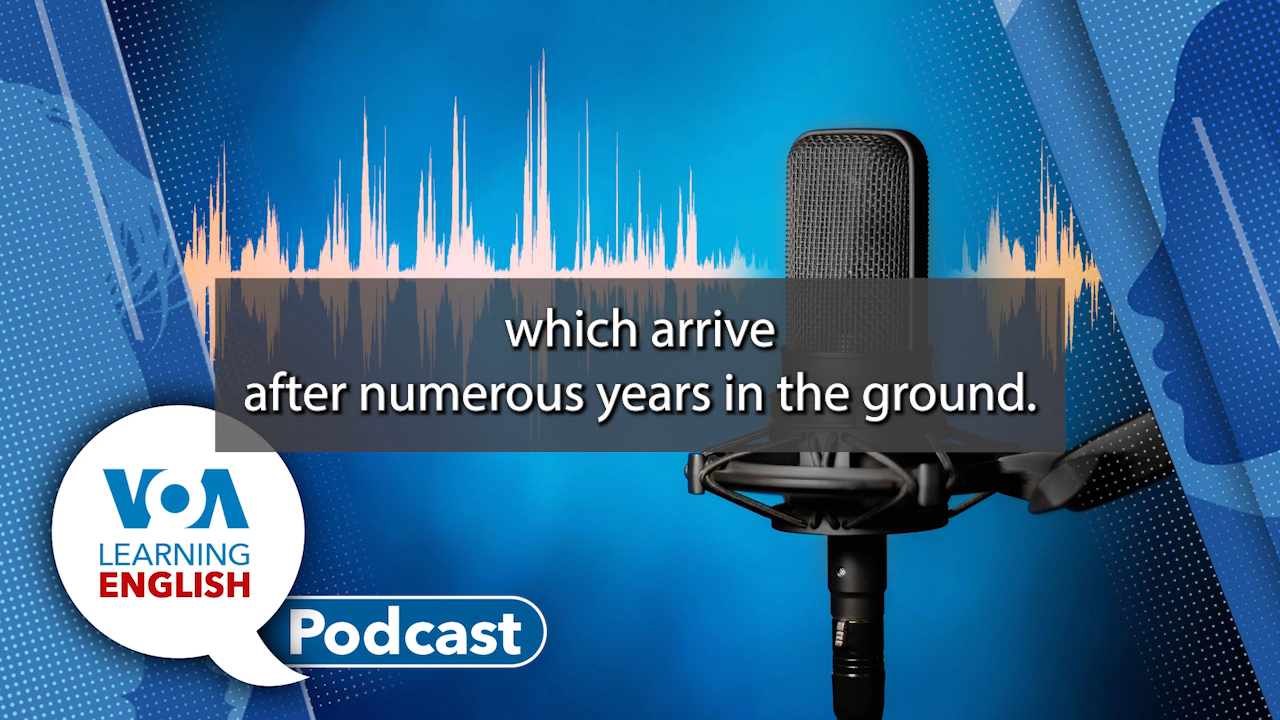 which arrive
after numerous years in the ground.
VOA
LEARNING
ENGLISH
Podcast